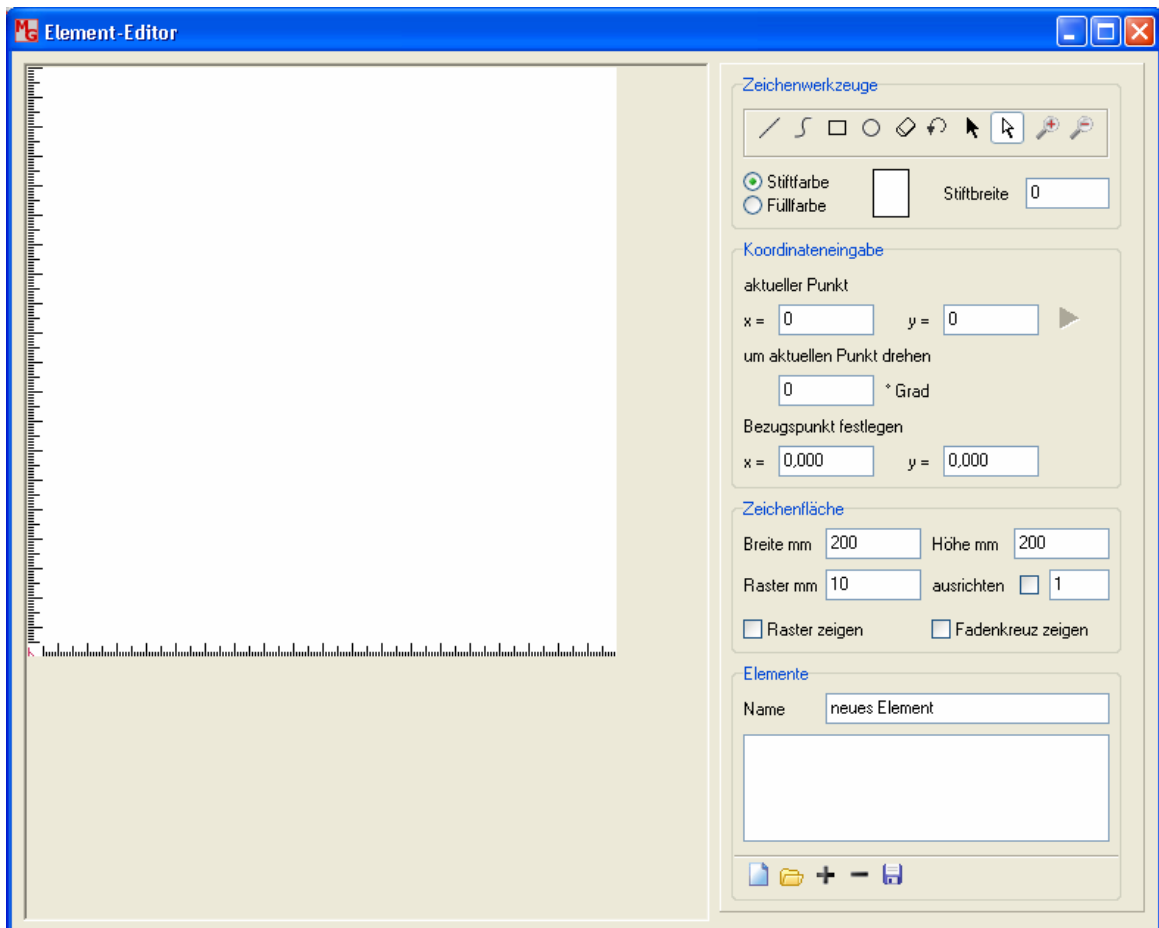 MG Element-Editor
Zeichenwerkzeuge
Stiftfarbe
Füllfarbe
Stiftbreite 0
Koordinateneingabe
aktueller Punkt
x = 0 y = 0
um aktuellen Punkt drehen
0 ° Grad
Bezugspunkt festlegen
x = 0,000 y = 0,000
Zeichenfläche
Breite mm 200 Höhe mm 200
Raster mm 10 ausrichten 1
Raster zeigen Fadenkreuz zeigen
Elemente
Name neues Element